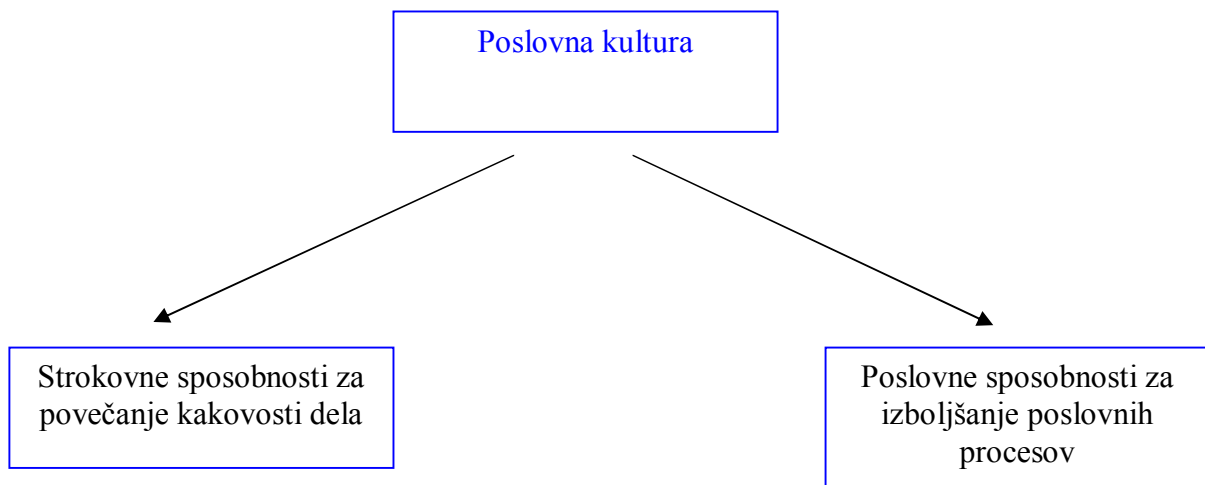 Poslovna kultura
Strokovne sposobnosti za
povečanje kakovosti dela
Poslovne sposobnosti za
izboljšanje poslovnih
procesov